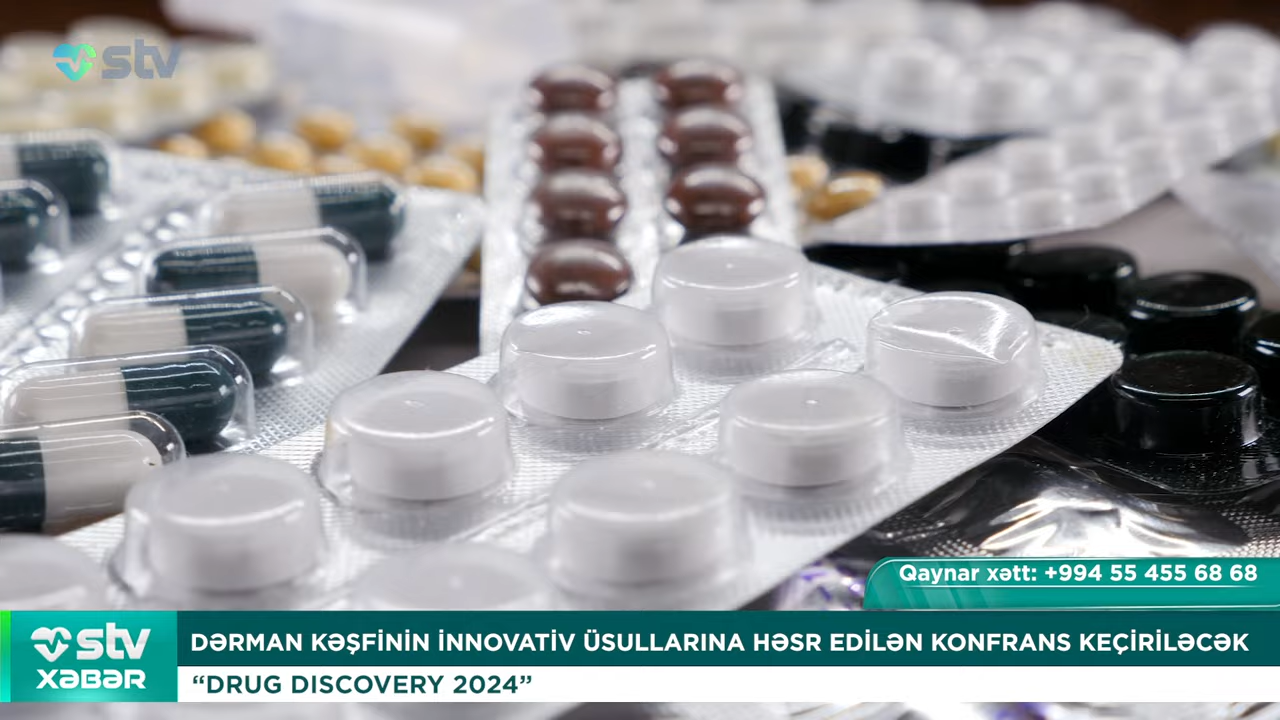 stv
Qaynar xətt: +994 55 455 68 68
stv
XƏBƏR
DƏRMAN KƏŞFİNİN İNNOVATİV ÜSULLARINA HƏSR EDİLƏN KONFRANS KEÇİRİLƏCƏK
“DRUG DISCOVERY 2024”